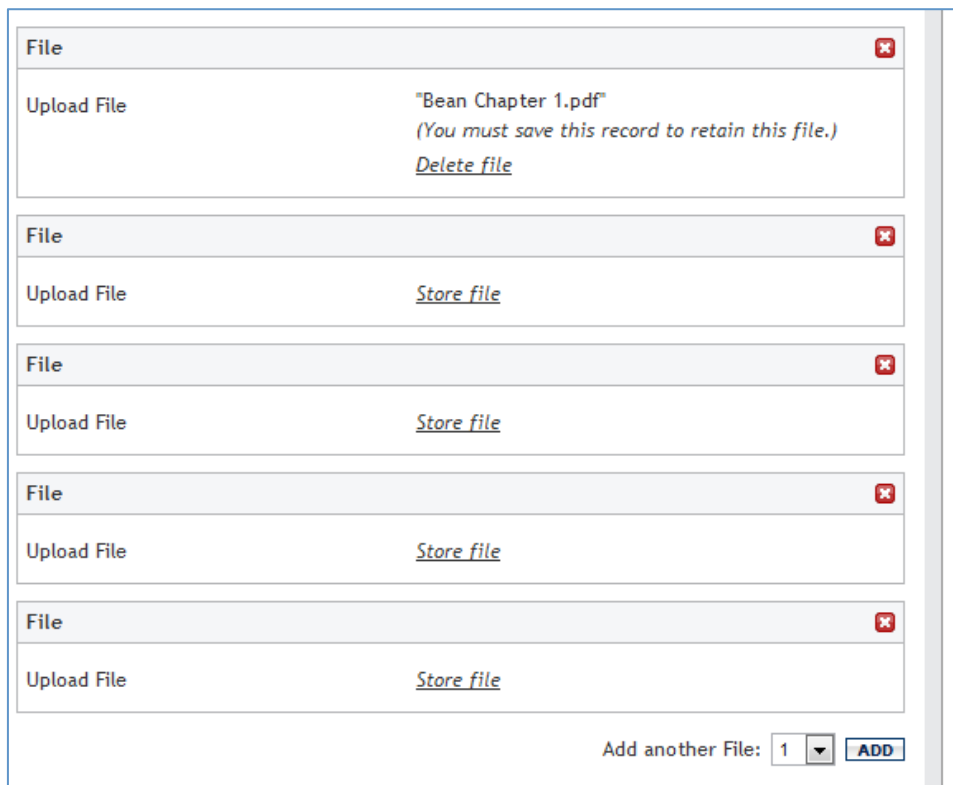 File
Upload File
"Bean Chapter 1.pdf"
(You must save this record to retain this file.)
Delete file
File
Upload File
Store file
File
Upload File
Store file
File
Upload File
Store file
File
Upload File
Store file
Add another File: 1 ADD